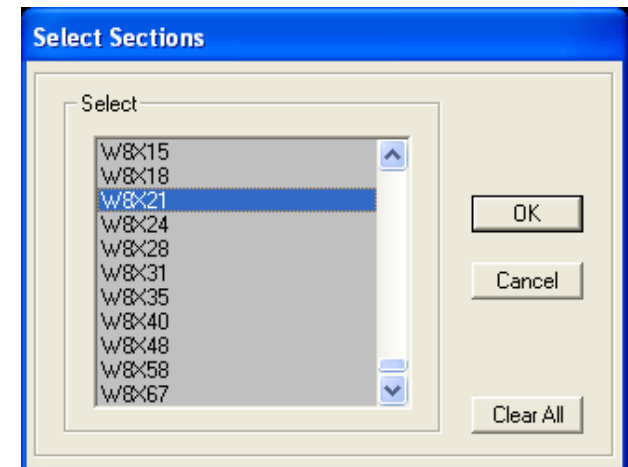 Select Sections
Select
W8X15
W8X18
W8X21
W8X24
W8X28
W8X31
W8X35
W8X40
W8X48
W8X58
W8X67
OK
Cancel
Clear All